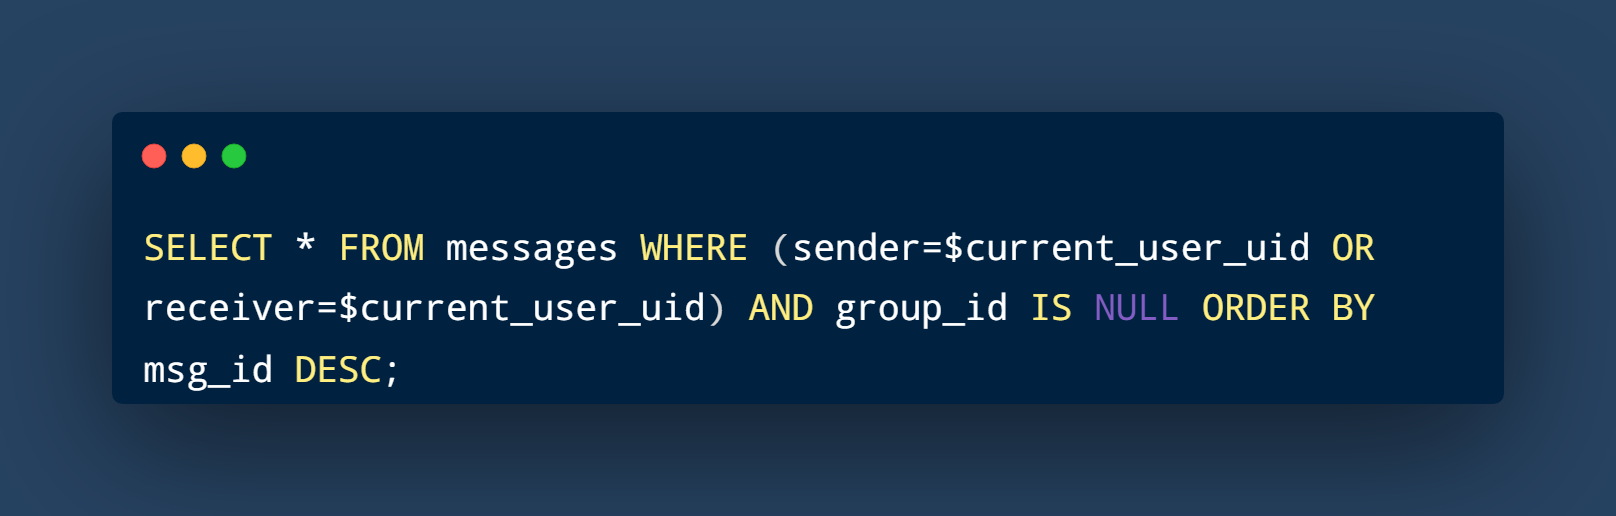 SELECT * FROM messages WHERE (sender=$current_user_uid OR
receiver=$current_user_uid) AND group_id IS NULL ORDER BY
msg_id DESC;